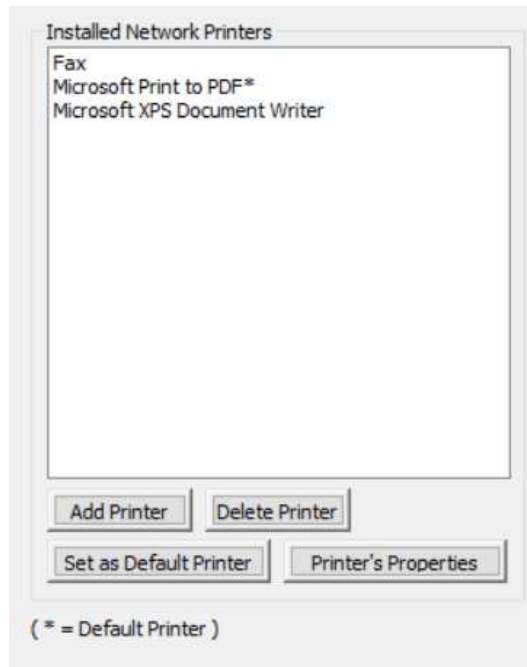 Installed Network Printers
Fax
Microsoft Print to PDF*
Microsoft XPS Document Writer
Add Printer
Delete Printer
Set as Default Printer
Printer's Properties
( * = Default Printer )